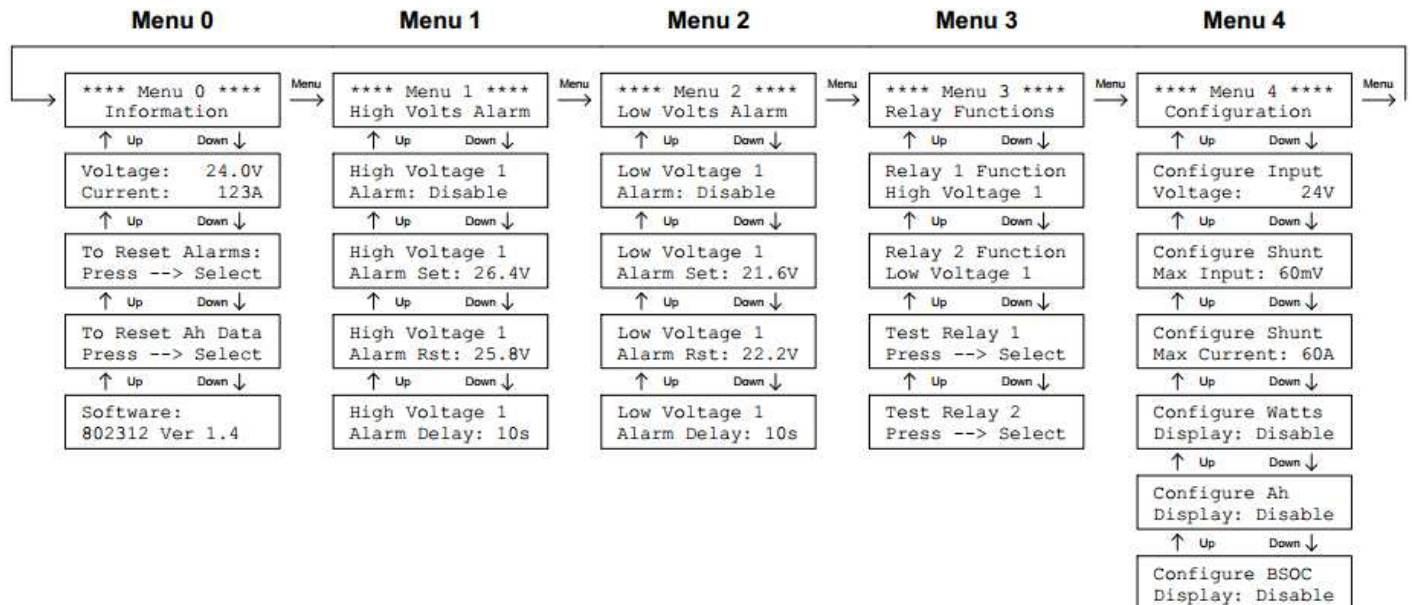 Menu 0
Menu 1
Menu 2
Menu 3
Menu 4
**** Menu 0 ****
Information
Menu
**** Menu 1 ****
High Volts Alarm
Menu
**** Menu 2 ****
Low Volts Alarm
Menu
**** Menu 3 ****
Relay Functions
Menu
**** Menu 4 ****
Configuration
Menu
↑ Up Down ↓
↑ Up Down ↓
↑ Up Down ↓
↑ Up Down ↓
↑ Up Down ↓
Voltage: 24.0V
Current: 123A
High Voltage 1
Alarm: Disable
Low Voltage 1
Alarm: Disable
Relay 1 Function
High Voltage 1
Configure Input
Voltage: 24V
↑ Up Down ↓
↑ Up Down ↓
↑ Up Down ↓
↑ Up Down ↓
↑ Up Down ↓
To Reset Alarms:
Press --> Select
High Voltage 1
Alarm Set: 26.4V
Low Voltage 1
Alarm Set: 21.6V
Relay 2 Function
Low Voltage 1
Configure Shunt
Max Input: 60mV
↑ Up Down ↓
↑ Up Down ↓
↑ Up Down ↓
↑ Up Down ↓
↑ Up Down ↓
To Reset Ah Data
Press --> Select
High Voltage 1
Alarm Rst: 25.8V
Low Voltage 1
Alarm Rst: 22.2V
Test Relay 1
Press --> Select
Configure Shunt
Max Current: 60A
↑ Up Down ↓
↑ Up Down ↓
↑ Up Down ↓
↑ Up Down ↓
↑ Up Down ↓
Software:
802312 Ver 1.4
High Voltage 1
Alarm Delay: 10s
Low Voltage 1
Alarm Delay: 10s
Test Relay 2
Press --> Select
Configure Watts
Display: Disable
↑ Up Down ↓
Configure Ah
Display: Disable
↑ Up Down ↓
Configure BSOC
Display: Disable